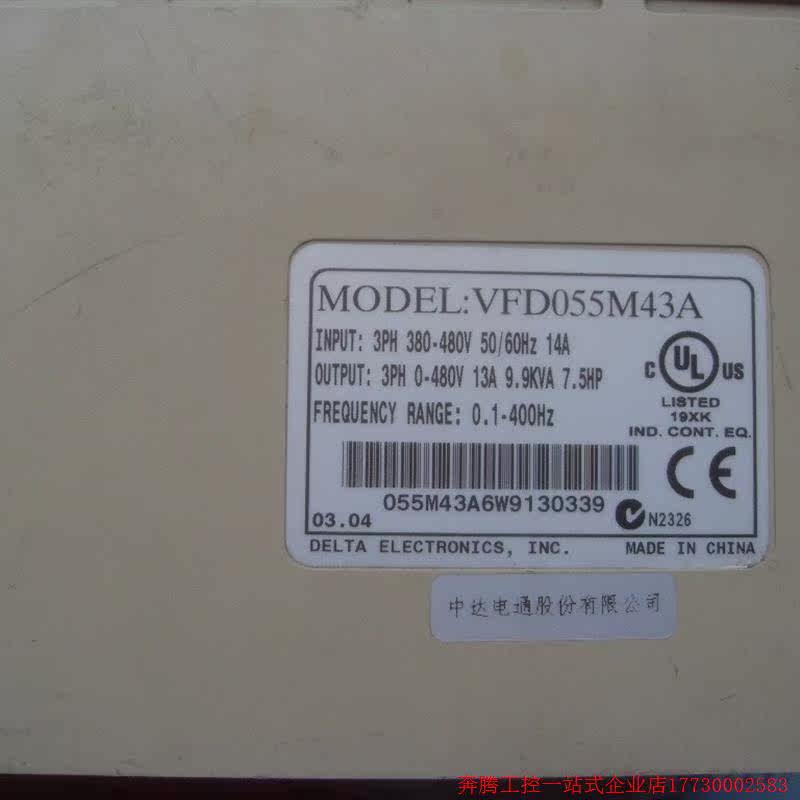 MODEL:VFD055M43A
INPUT: 3PH 380-480V 50/60Hz 14A
OUTPUT: 3PH 0-480V 13A 9.9KVA 7.5HP
FREQUENCY RANGE: 0.1-400Hz
C UL US
LISTED
19XK
IND. CONT. EQ.
CE
055M43A6W9130339
03.04
N2326
DELTA ELECTRONICS, INC.
MADE IN CHINA
中达电通股份有限公司
奔腾工控一站式企业店17730002583